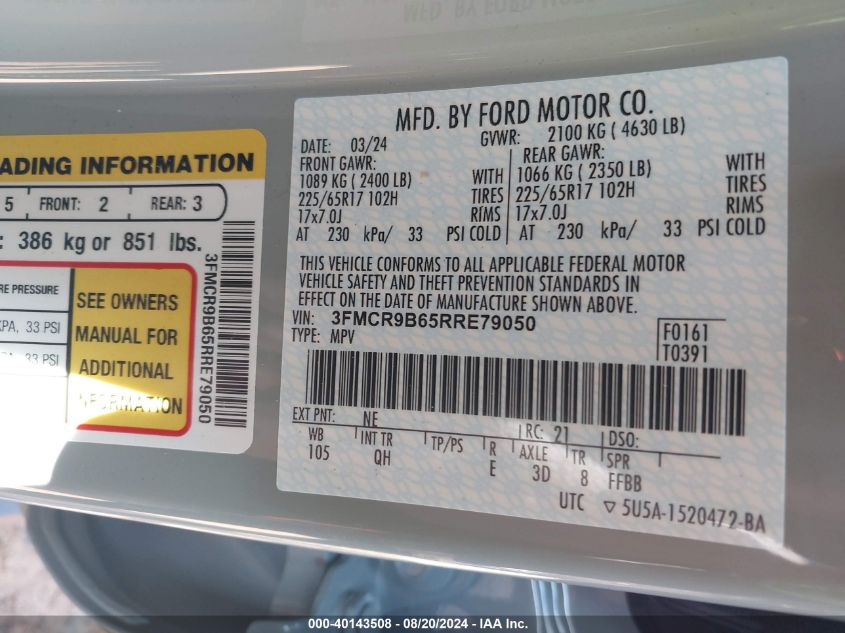 MFD. BY FORD MOTOR CO.
DATE: 03/24 GVWR: 2100 KG ( 4630 LB)
FRONT GAWR: REAR GAWR:
1089 KG ( 2400 LB) WITH 1066 KG ( 2350 LB) WITH
225/65R17 102H TIRES 225/65R17 102H TIRES
17x7.0J RIMS 17x7.0J RIMS
AT 230 kPa/ 33 PSI COLD AT 230 kPa/ 33 PSI COLD
THIS VEHICLE CONFORMS TO ALL APPLICABLE FEDERAL MOTOR
VEHICLE SAFETY AND THEFT PREVENTION STANDARDS IN
EFFECT ON THE DATE OF MANUFACTURE SHOWN ABOVE.
VIN: 3FMCR9B65RRE79050
TYPE: MPV
F0161
T0391
EXT PNT: NE RC: 21 DSO:
WB INT TR TP/PS R AXLE TR SPR
105 QH E 3D 8 FFBB
UTC ▽ 5U5A-1520472-BA
ADING INFORMATION
5 FRONT: 2 REAR: 3
: 386 kg or 851 lbs.
RE PRESSURE
KPA, 33 PSI
33 PSI
SEE OWNERS
MANUAL FOR
ADDITIONAL
INFORMATION
3FMCR9B65RRE79050
000-40143508 - 08/20/2024 - IAA Inc.